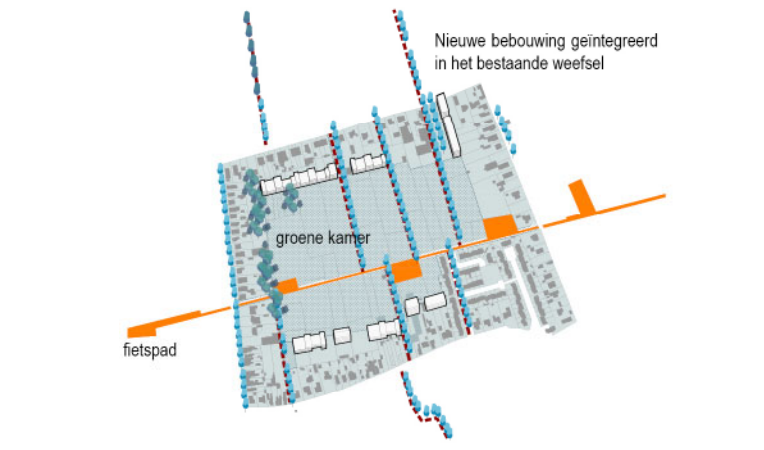 Nieuwe bebouwing geïntegreerd
in het bestaande weefsel
groene kamer
fietspad